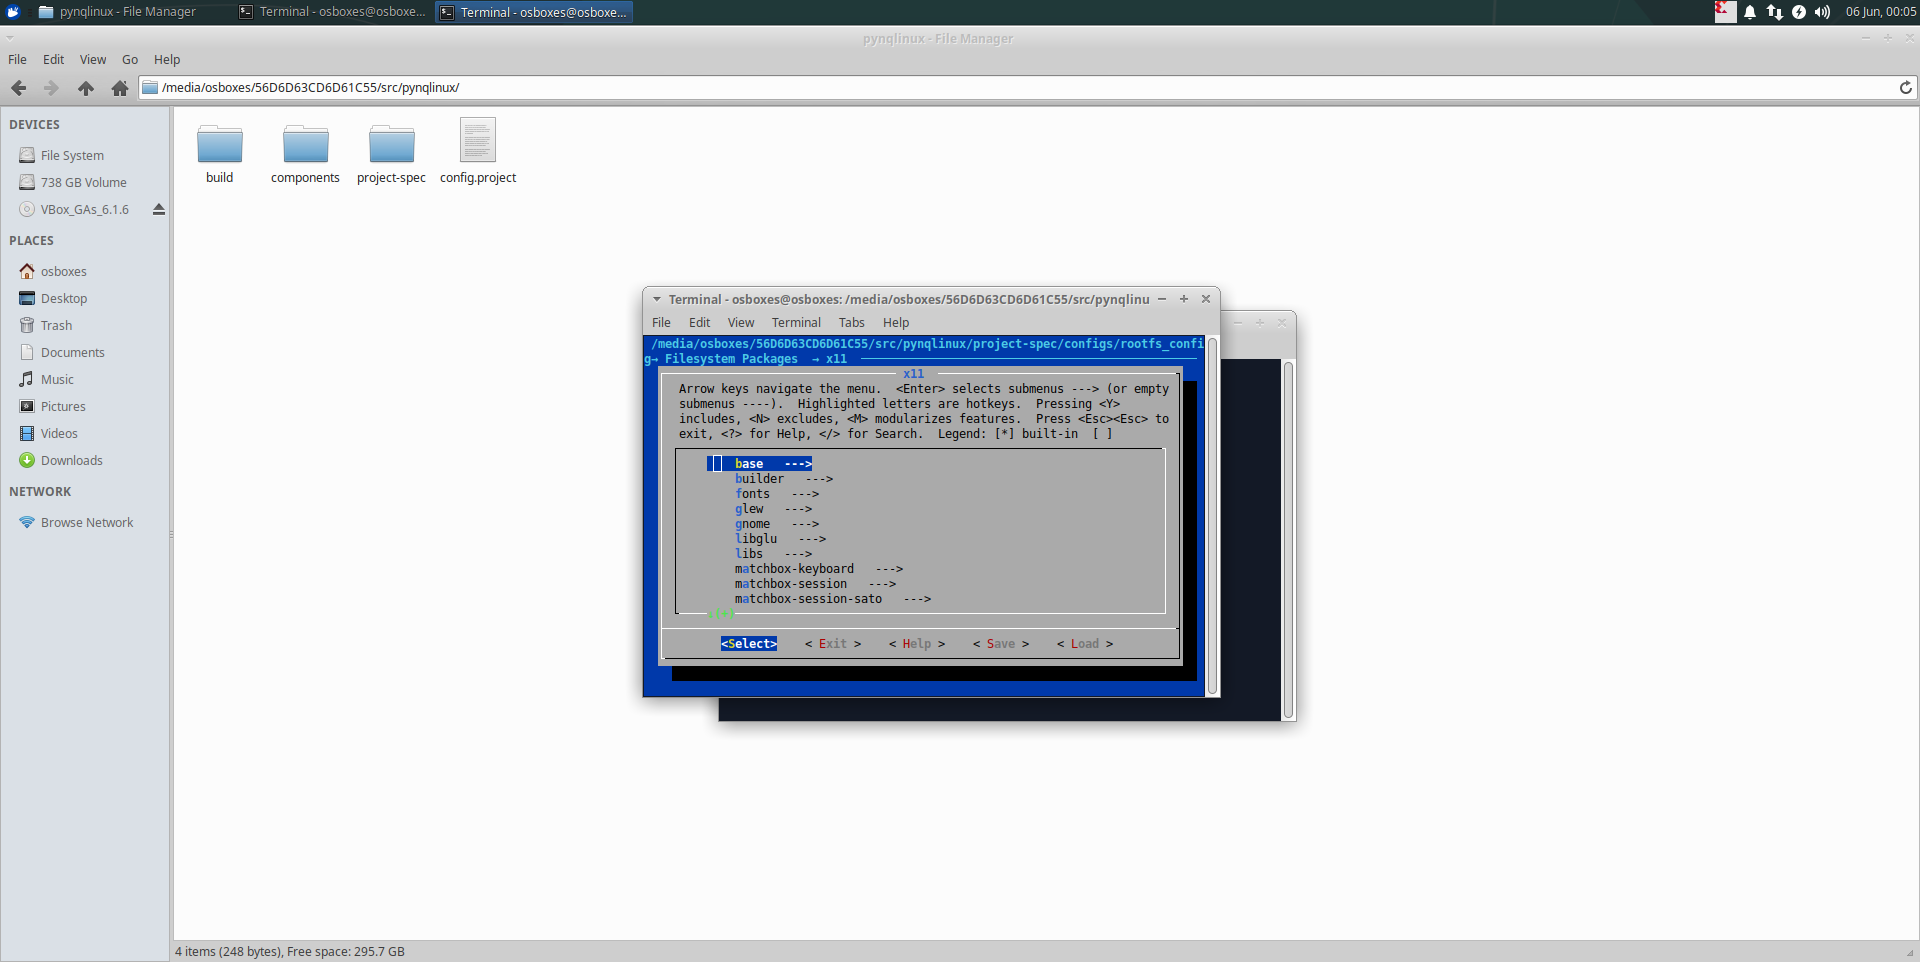 pynqlinux - File Manager
Terminal - osboxes@osboxe...
Terminal - osboxes@osboxe...
06 Jun, 00:05
pynqlinux - File Manager
File Edit View Go Help
/media/osboxes/56D6D63CD6D61C55/src/pynqlinux/
DEVICES
File System
738 GB Volume
VBox_GAs_6.1.6
PLACES
osboxes
Desktop
Trash
Documents
Music
Pictures
Videos
Downloads
NETWORK
Browse Network
build
components
project-spec
config.project
Terminal - osboxes@osboxes: /media/osboxes/56D6D63CD6D61C55/src/pynqlinu
File Edit View Terminal Tabs Help
/media/osboxes/56D6D63CD6D61C55/src/pynqlinux/project-spec/configs/rootfs_confi
g→ Filesystem Packages → x11
x11
Arrow keys navigate the menu. <Enter> selects submenus ---> (or empty
submenus ----). Highlighted letters are hotkeys. Pressing <Y>
includes, <N> excludes, <M> modularizes features. Press <Esc><Esc> to
exit, <?> for Help, </> for Search. Legend: [*] built-in [ ]
base --->
builder --->
fonts --->
glew --->
gnome --->
libglu --->
libs --->
matchbox-keyboard --->
matchbox-session --->
matchbox-session-sato --->
<Select> < Exit > < Help > < Save > < Load >
4 items (248 bytes), Free space: 295.7 GB